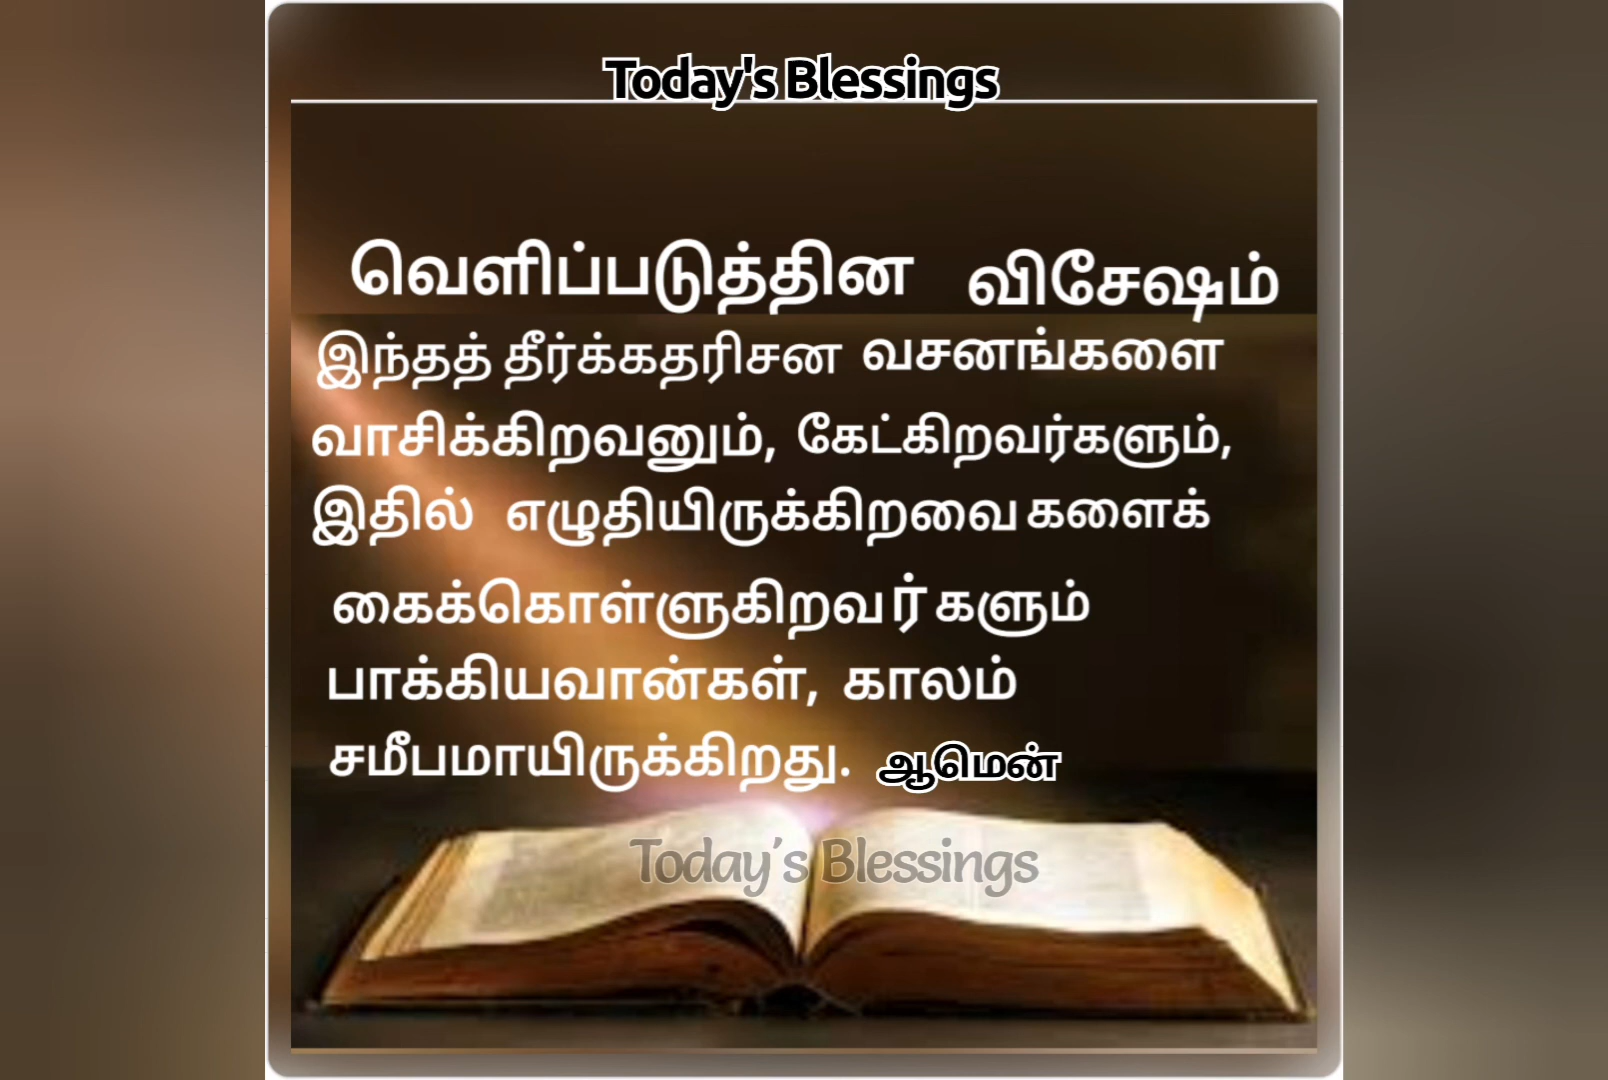 Today's Blessings
வெளிப்படுத்தின விசேஷம்
இந்தத் தீர்க்கதரிசன வசனங்களை
வாசிக்கிறவனும், கேட்கிறவர்களும்,
இதில் எழுதியிருக்கிறவை களைக்
கைக்கொள்ளுகிறவர்களும்
பாக்கியவான்கள், காலம்
சமீபமாயிருக்கிறது. ஆமென்
Today's Blessings